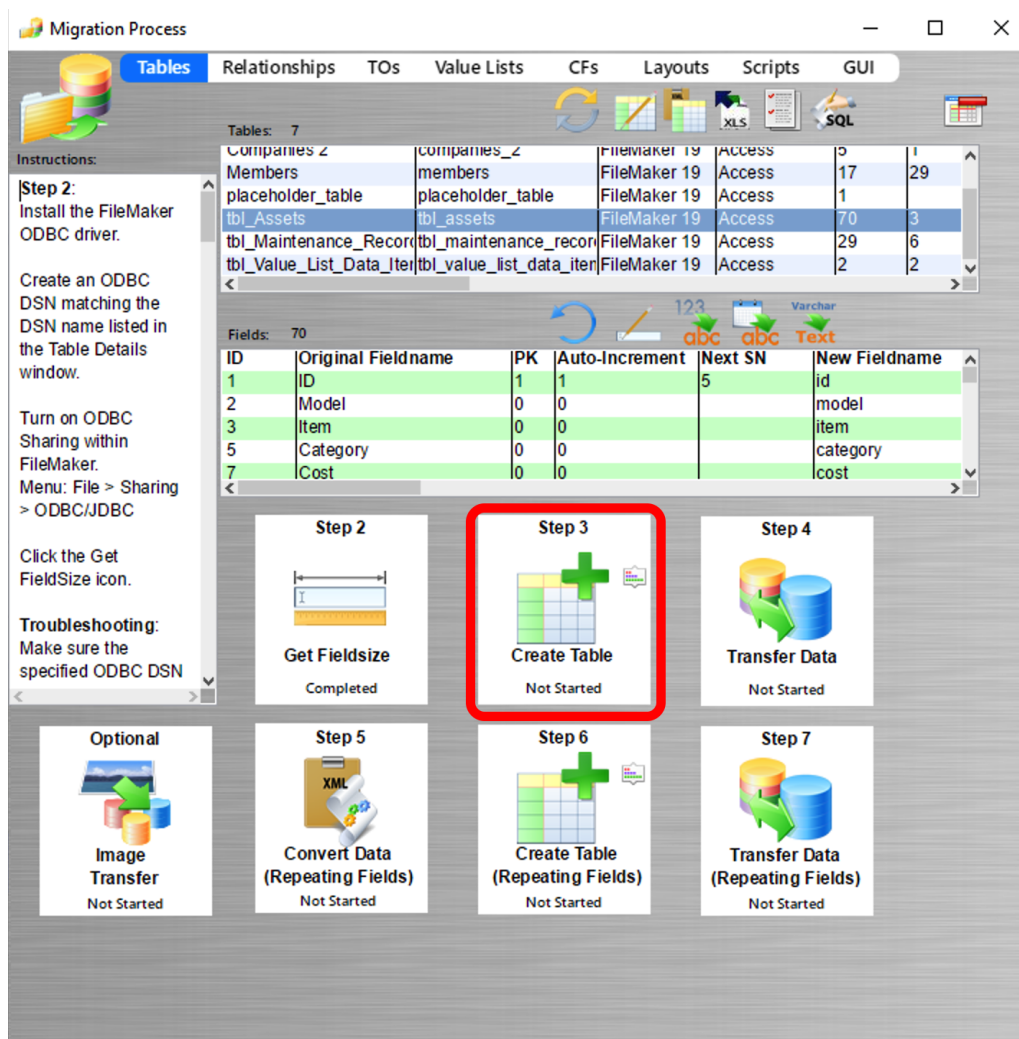 Migration Process
Tables Relationships TOs Value Lists CFs Layouts Scripts GUI
XML XLS SQL
Tables: 7
Instructions:
Step 2:
Install the FileMaker
ODBC driver.
Create an ODBC
DSN matching the
DSN name listed in
the Table Details
window.
Turn on ODBC
Sharing within
FileMaker.
Menu: File > Sharing
> ODBC/JDBC
Click the Get
FieldSize icon.
Troubleshooting:
Make sure the
specified ODBC DSN
Companies 2 companies_2 FileMaker 19 Access 5 1
Members members FileMaker 19 Access 17 29
placeholder_table placeholder_table FileMaker 19 Access 1
tbl_Assets tbl_assets FileMaker 19 Access 70 3
tbl_Maintenance_Recor tbl_maintenance_recor FileMaker 19 Access 29 6
tbl_Value_List_Data_Iter tbl_value_list_data_iten FileMaker 19 Access 2 2
Fields: 70
123 abc abc Varchar Text
ID Original Fieldname PK Auto-Increment Next SN New Fieldname
1 ID 1 1 5 id
2 Model 0 0 model
3 Item 0 0 item
5 Category 0 0 category
7 Cost 0 0 cost
Step 2
Get Fieldsize
Completed
Step 3
Create Table
Not Started
Step 4
Transfer Data
Not Started
Optional
Image
Transfer
Not Started
Step 5
XML
Convert Data
(Repeating Fields)
Not Started
Step 6
Create Table
(Repeating Fields)
Not Started
Step 7
Transfer Data
(Repeating Fields)
Not Started